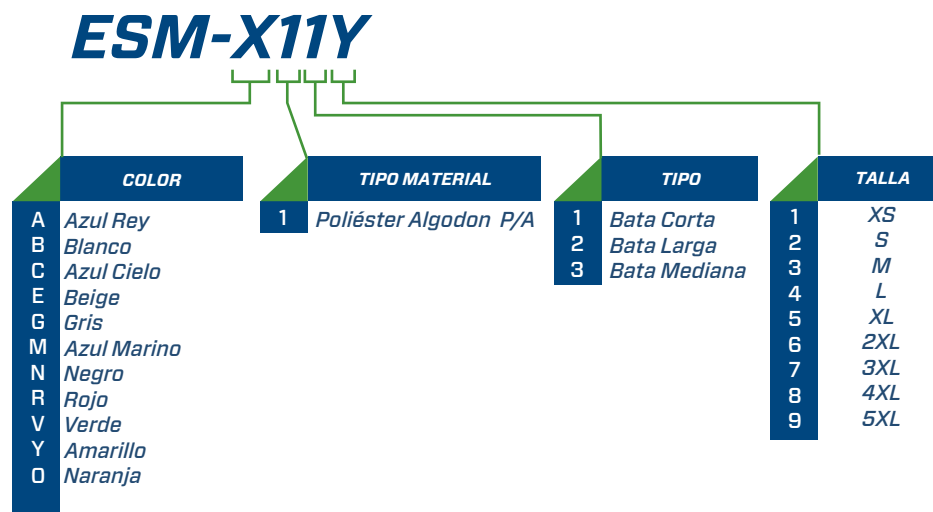 ESM-X11Y
COLOR
A Azul Rey
B Blanco
C Azul Cielo
E Beige
G Gris
M Azul Marino
N Negro
R Rojo
V Verde
Y Amarillo
O Naranja
TIPO MATERIAL
1 Poliéster Algodon P/A
TIPO
1 Bata Corta
2 Bata Larga
3 Bata Mediana
TALLA
1 XS
2 S
3 M
4 L
5 XL
6 2XL
7 3XL
8 4XL
9 5XL